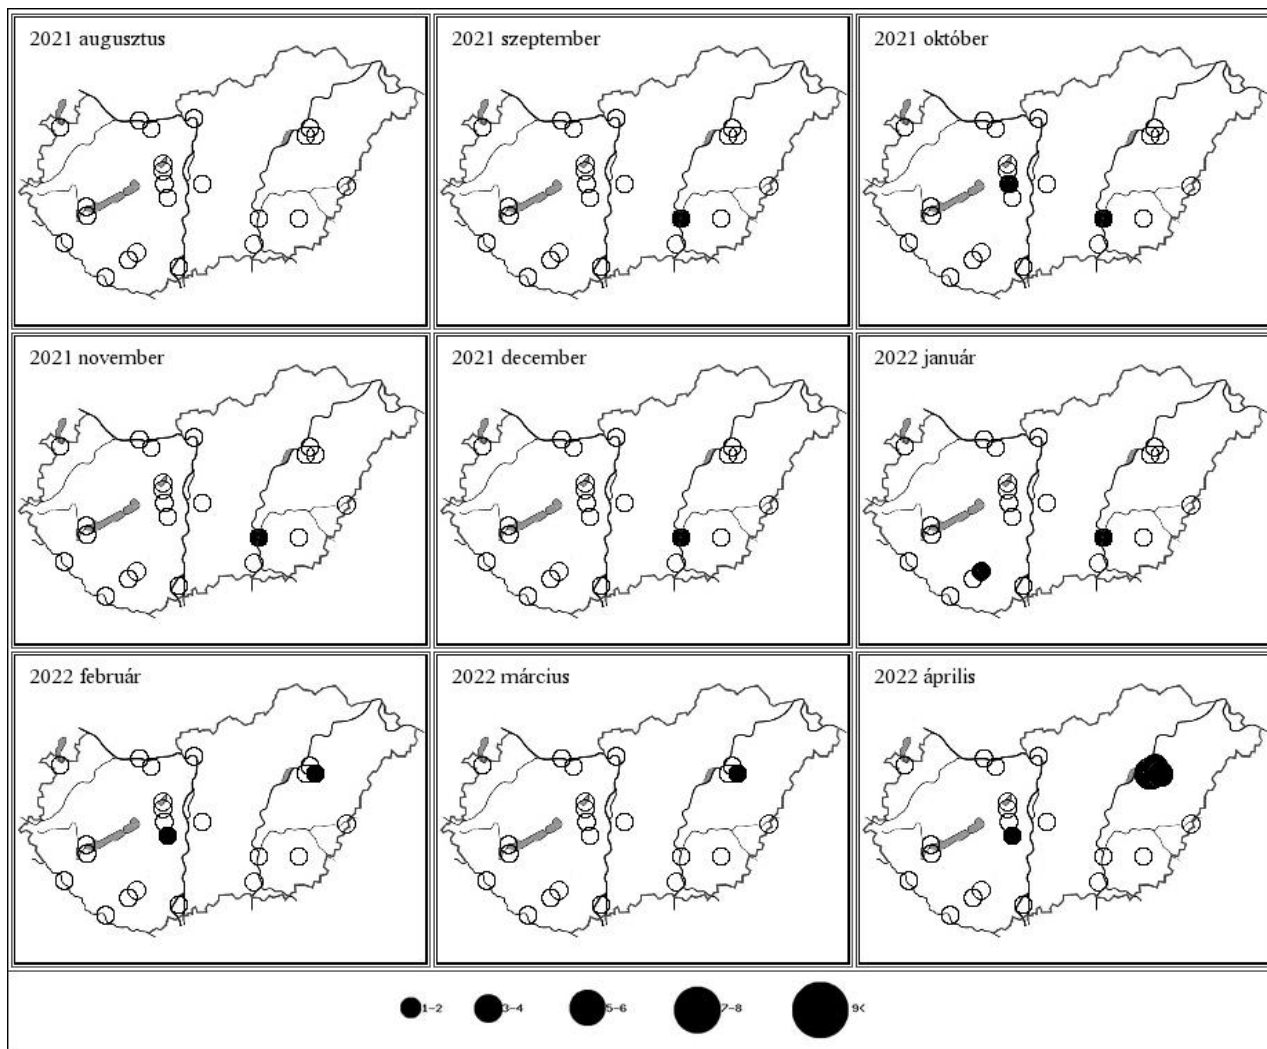 2021 augusztus
2021 szeptember
2021 október
2021 november
2021 december
2022 január
2022 február
2022 március
2022 április
1-2 3-4 5-6 7-8 9<